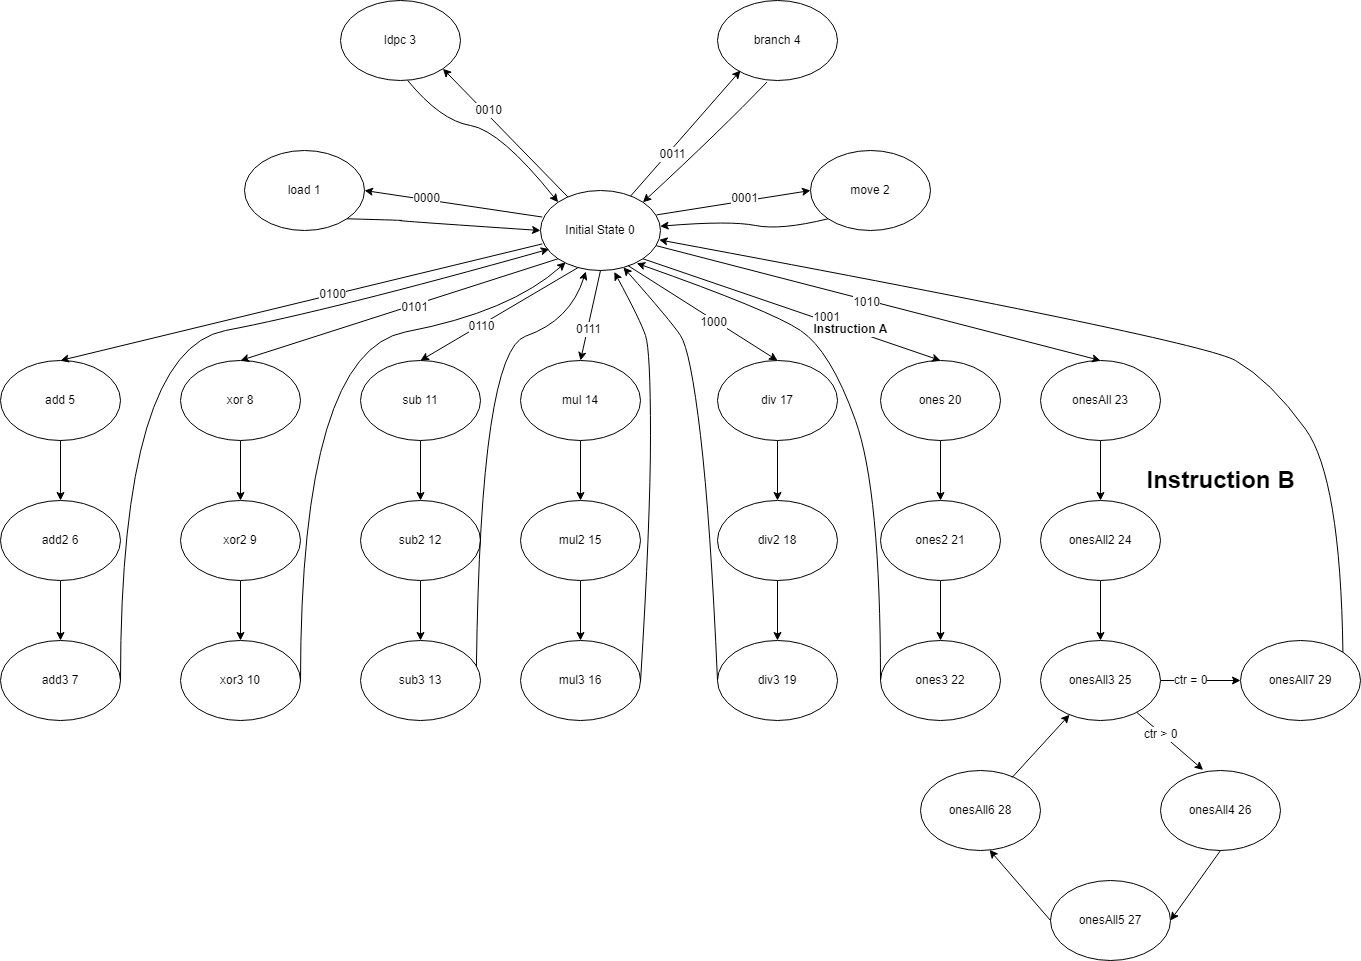 ldpc 3
branch 4
0010
0011
load 1
0000
0001
move 2
Initial State 0
0100
0101
0110
0111
1000
1001
Instruction A
1010
add 5
xor 8
sub 11
mul 14
div 17
ones 20
onesAll 23
Instruction B
add2 6
xor2 9
sub2 12
mul2 15
div2 18
ones2 21
onesAll2 24
add3 7
xor3 10
sub3 13
mul3 16
div3 19
ones3 22
onesAll3 25
ctr = 0
onesAll7 29
ctr > 0
onesAll6 28
onesAll4 26
onesAll5 27